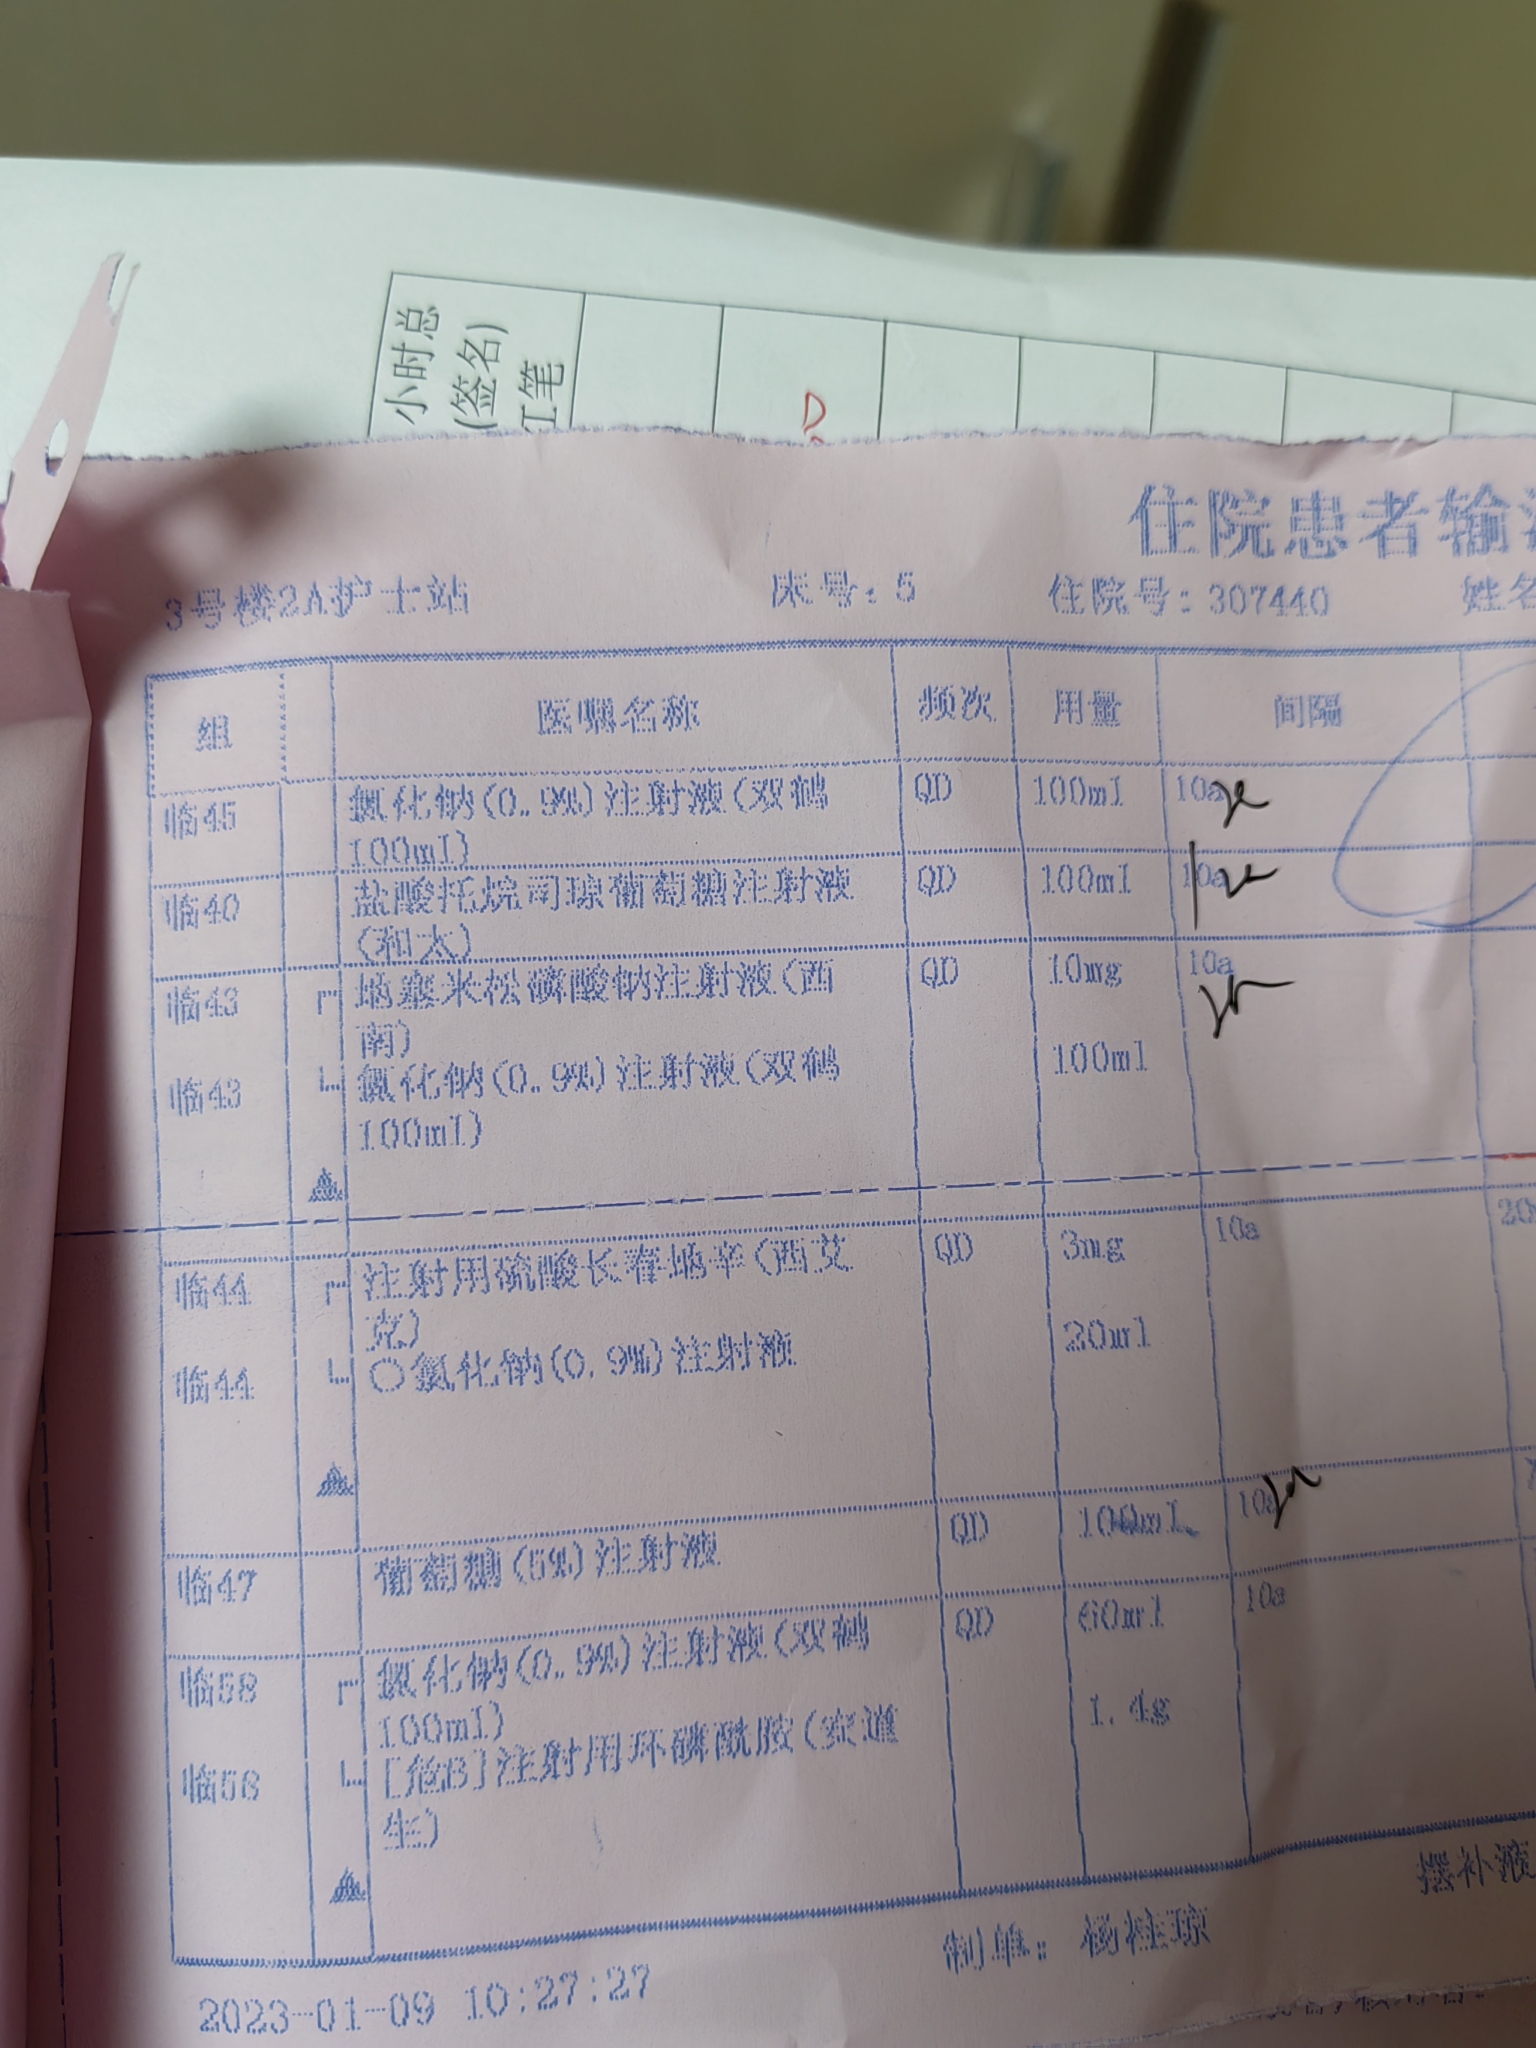 小时总
(签名)
红笔
住院患者输
3号楼2A护士站 床号:5 住院号:307440 姓名
组 医嘱名称 频次 用量 间隔
临45 氯化钠(0.9%)注射液(双鹤 QD 100ml 10a
100ml)
临40 盐酸托烷司琼葡萄糖注射液 QD 100ml 10a
(和太)
临43 ┌ 地塞米松磷酸钠注射液(西 QD 10mg 10a
南)
临43 └ 氯化钠(0.9%)注射液(双鹤 100ml
100ml)
临44 ┌ 注射用硫酸长春地辛(西艾 QD 3mg 10a 20
克)
临44 └ 〇氯化钠(0.9%)注射液 20ml
临47 葡萄糖(5%)注射液 QD 100ml 10a
临58 ┌ 氯化钠(0.9%)注射液(双鹤 QD 60ml 10a
100ml)
临58 └ [危B]注射用环磷酰胺(安道 1.4g
生)
摆补液
制单: 杨桂琼
2023-01-09 10:27:27